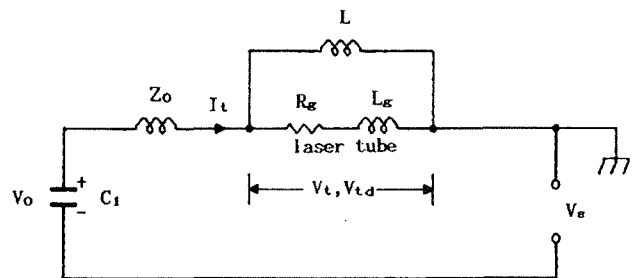 L
Zo
It
Rg
Lg
laser tube
+
Vo
C1
−
Vt, Vtd
Vs